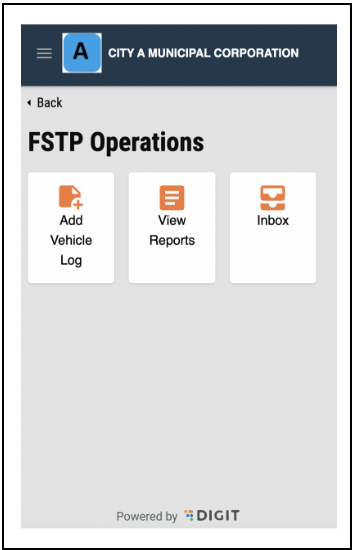 A CITY A MUNICIPAL CORPORATION
Back
FSTP Operations
Add
Vehicle
Log
View
Reports
Inbox
Powered by DIGIT